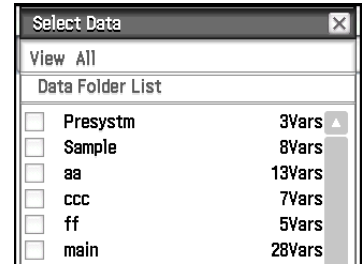 Select Data
View All
Data Folder List
Presystm 3Vars
Sample 8Vars
aa 13Vars
ccc 7Vars
ff 5Vars
main 28Vars